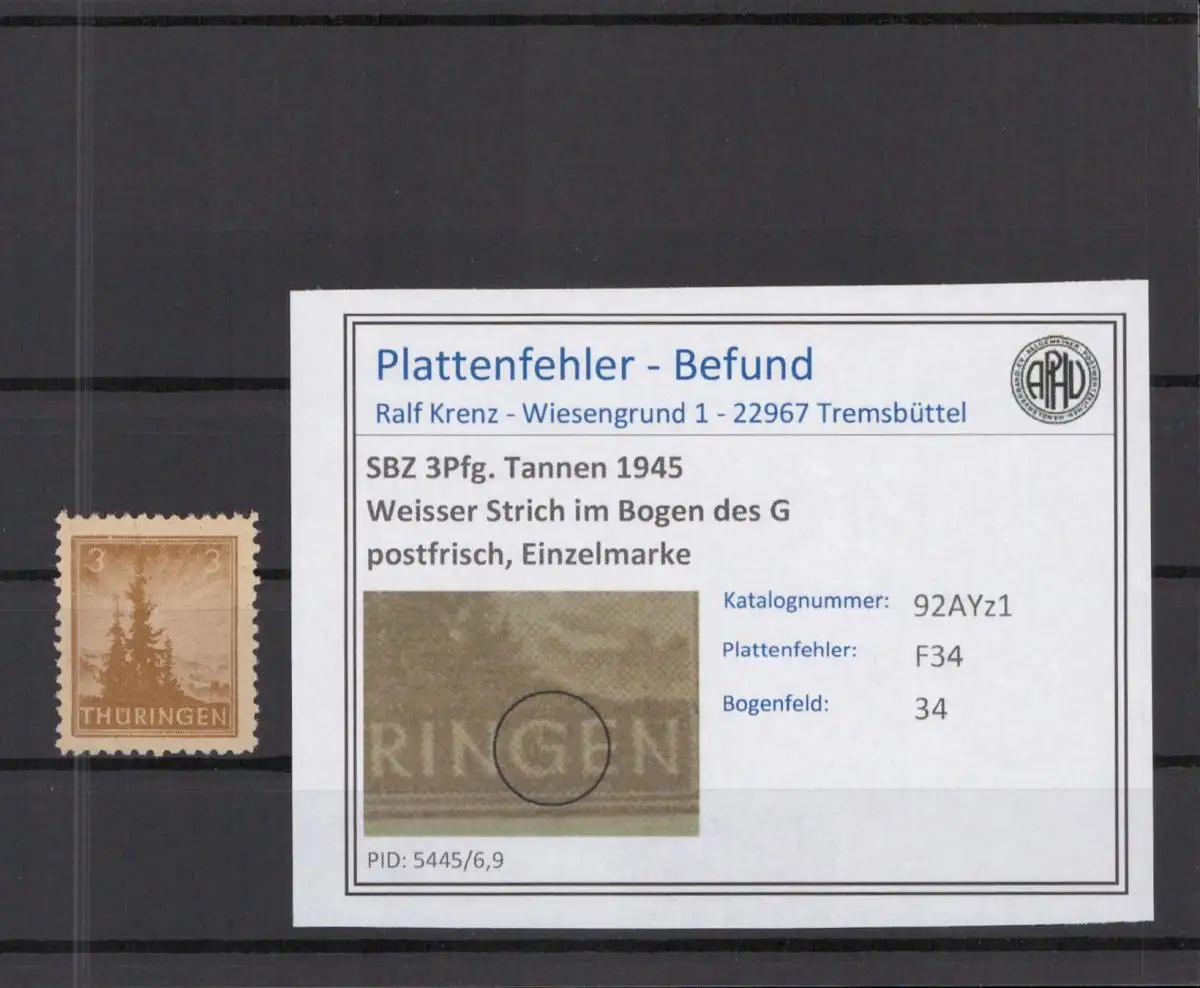 3 3
THÜRINGEN
Plattenfehler - Befund
Ralf Krenz - Wiesengrund 1 - 22967 Tremsbüttel
APHV
SBZ 3Pfg. Tannen 1945
Weisser Strich im Bogen des G
postfrisch, Einzelmarke
RINGEN
Katalognummer: 92AYz1
Plattenfehler: F34
Bogenfeld: 34
PID: 5445/6,9